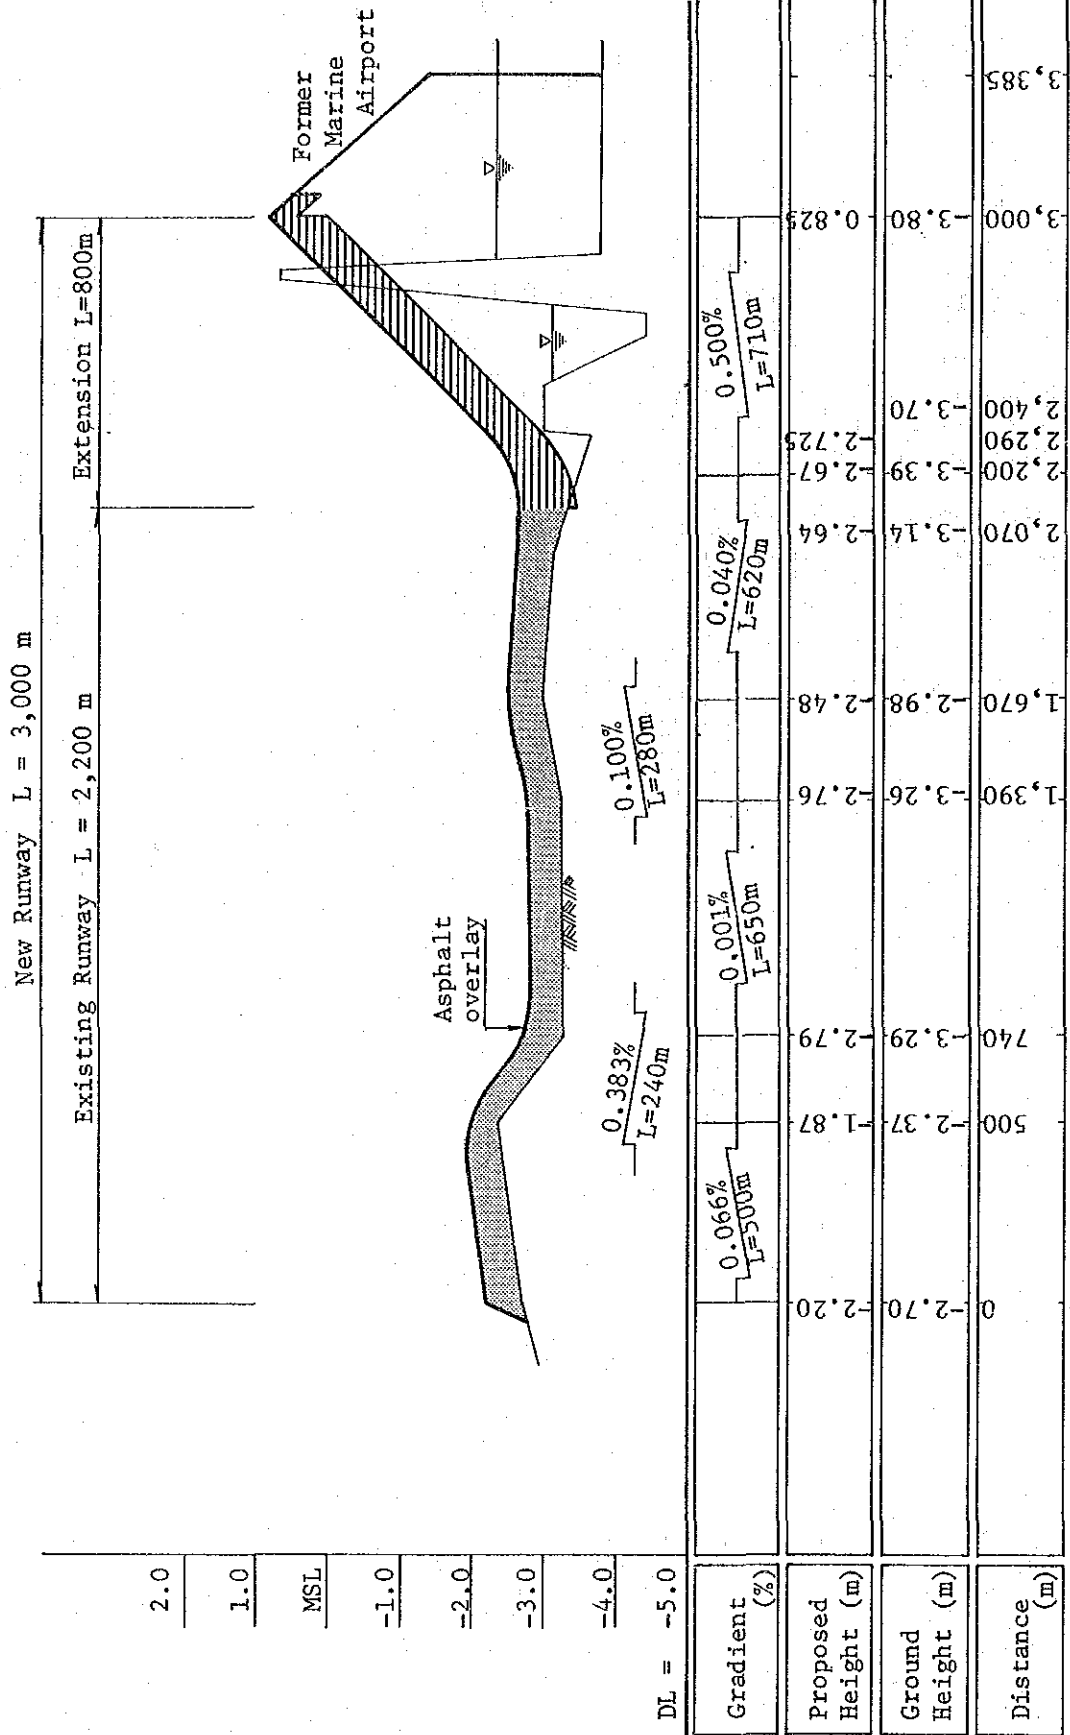 New Runway L = 3,000 m
Existing Runway L = 2,200 m
Extension L=800m
Former
Marine
Airport
Asphalt
overlay
2.0
1.0
MSL
-1.0
-2.0
-3.0
-4.0
DL = -5.0
0.383%
L=240m
0.100%
L=280m
Gradient
(%)
0.066%
L=500m
0.001%
L=650m
0.040%
L=620m
0.500%
L=710m
Proposed
Height (m)
-2.20
-1.87
-2.79
-2.76
-2.48
-2.64
-2.67
-2.725
0.825
Ground
Height (m)
-2.70
-2.37
-3.29
-3.26
-2.98
-3.14
-3.39
-3.70
-3.80
Distance
(m)
0
500
740
1,390
1,670
2,070
2,200
2,290
2,400
3,000
3,385